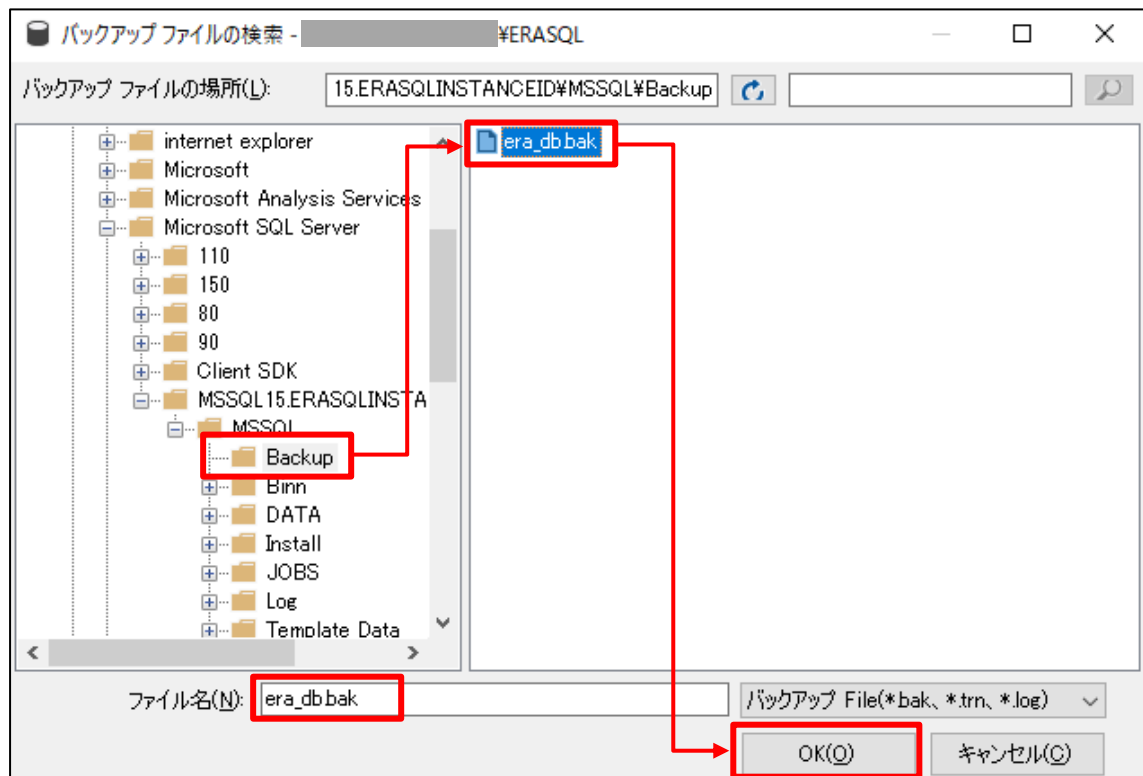 バックアップ ファイルの検索 - ¥ERASQL
バックアップ ファイルの場所(L): 15.ERASQLINSTANCEID¥MSSQL¥Backup
internet explorer
Microsoft
Microsoft Analysis Services
Microsoft SQL Server
110
150
80
90
Client SDK
MSSQL15.ERASQLINSTA
MSSQL
Backup
Binn
DATA
Install
JOBS
Log
Template Data
era_db.bak
ファイル名(N): era_db.bak
バックアップ File(*.bak、*.trn、*.log)
OK(O)
キャンセル(C)